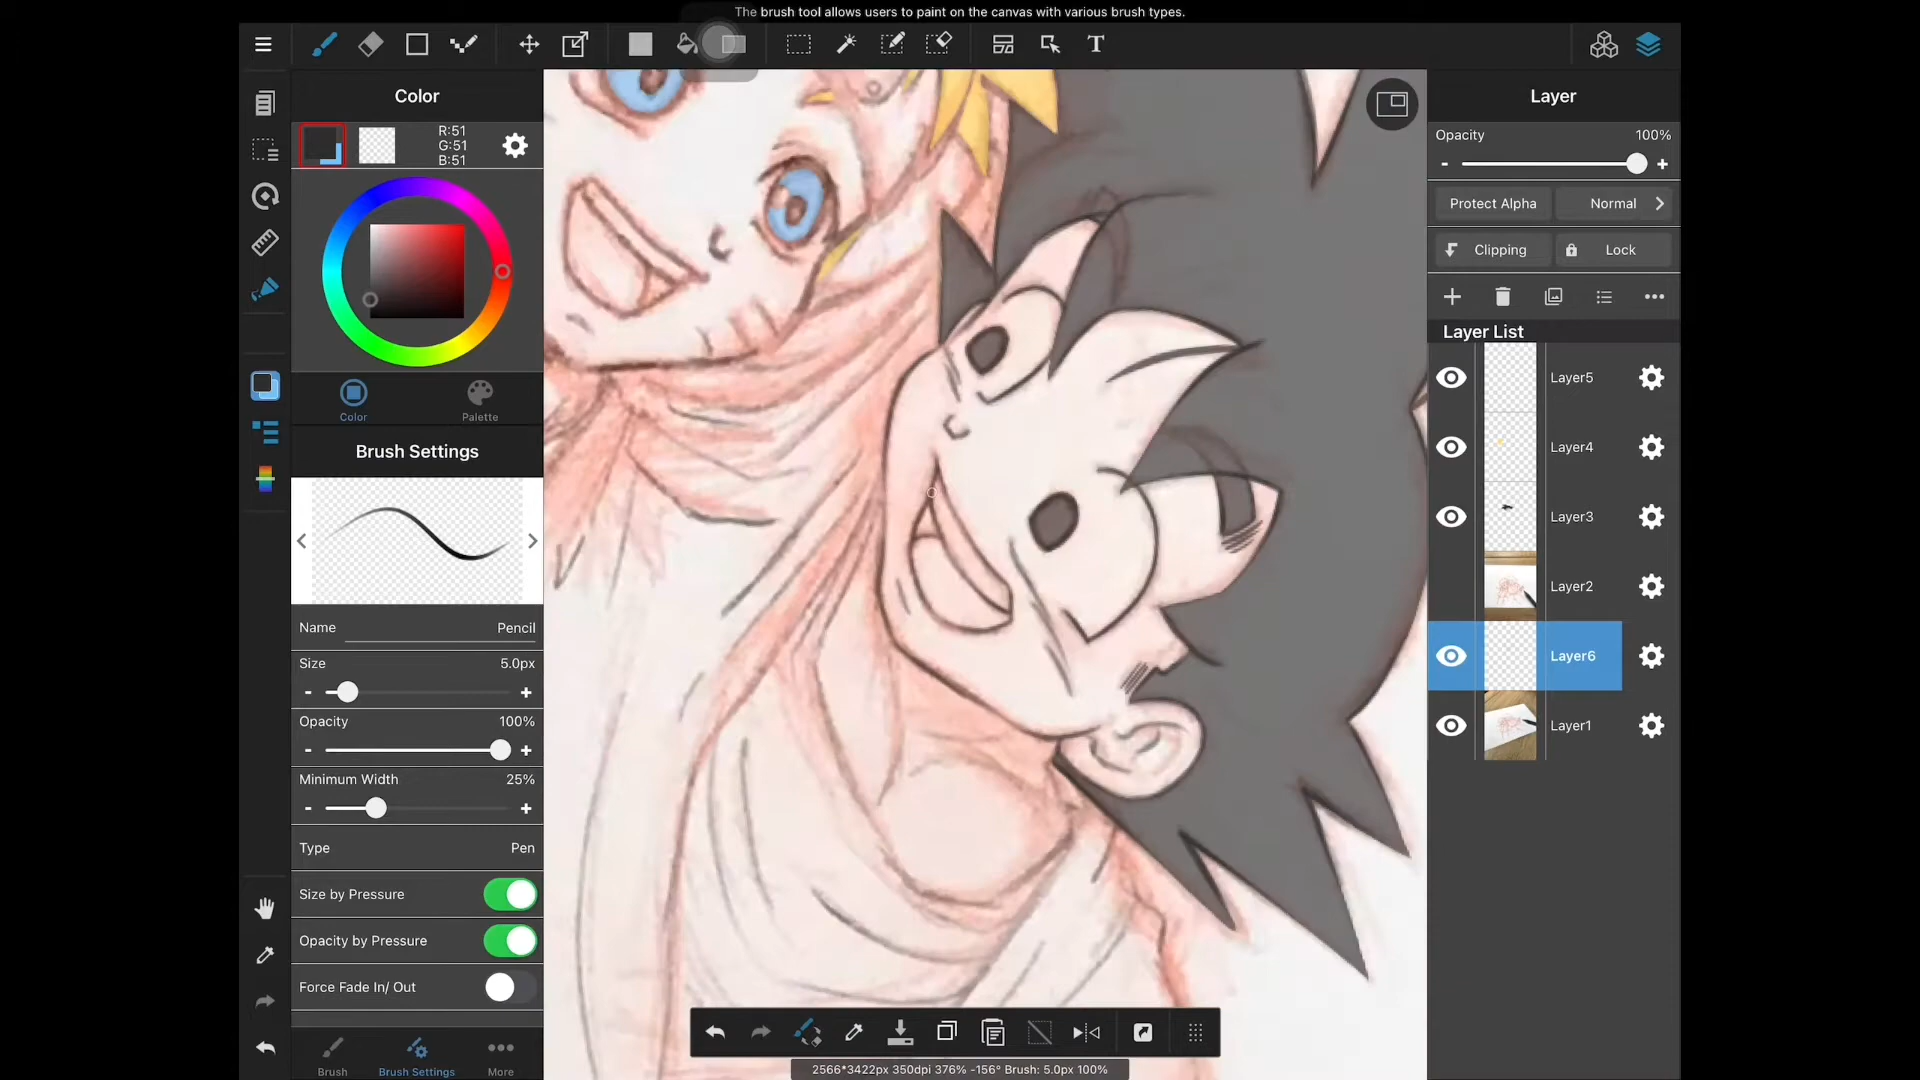 The brush tool allows users to paint on the canvas with various brush types.
T
Color
R:51
G:51
B:51
Color
Palette
Brush Settings
Name
Pencil
Size
5.0px
-
+
Opacity
100%
-
+
Minimum Width
25%
-
+
Type
Pen
Size by Pressure
Opacity by Pressure
Force Fade In/ Out
Brush
Brush Settings
More
2566*3422px 350dpi 376% -156° Brush: 5.0px 100%
Layer
Opacity
100%
-
+
Protect Alpha
Normal
Clipping
Lock
Layer List
Layer5
Layer4
Layer3
Layer2
Layer6
Layer1